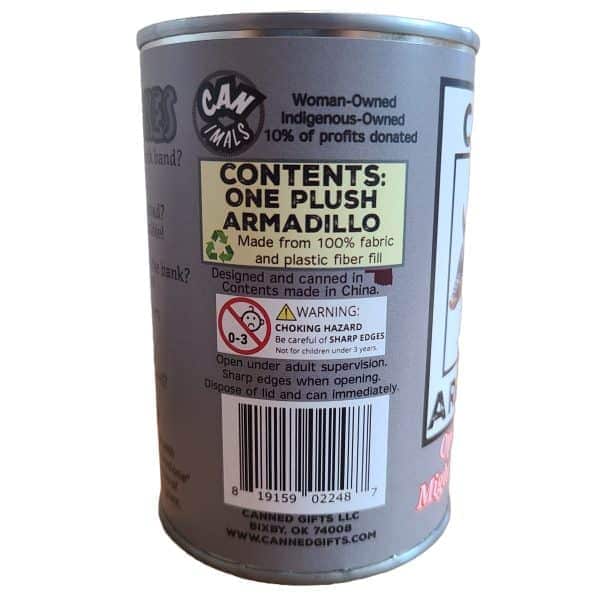 CAN
IMALS
Woman-Owned
Indigenous-Owned
10% of profits donated
CONTENTS:
ONE PLUSH
ARMADILLO
Made from 100% fabric
and plastic fiber fill
Designed and canned in
Contents made in China.
0-3
WARNING:
CHOKING HAZARD
Be careful of SHARP EDGES
Not for children under 3 years.
Open under adult supervision.
Sharp edges when opening.
Dispose of lid and can immediately.
8 19159 02248 7
CANNED GIFTS LLC
BIXBY, OK 74008
WWW.CANNEDGIFTS.COM
band?
bank?